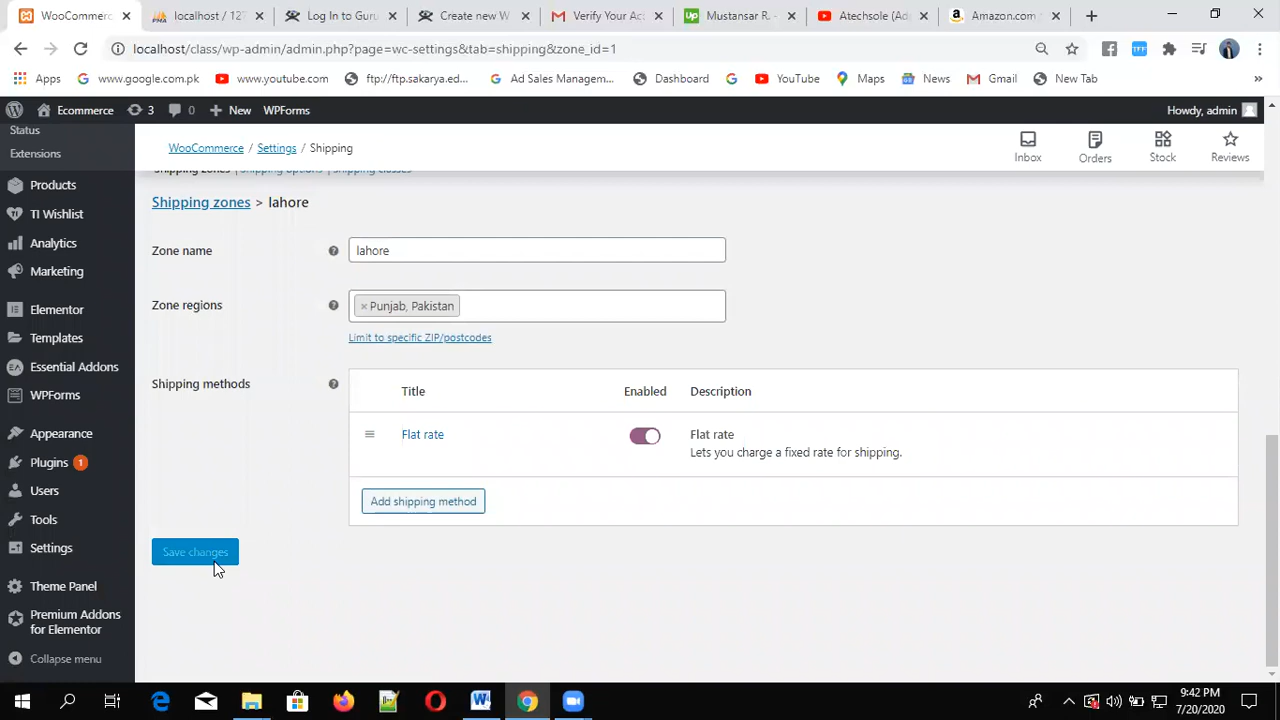 WooCommerc
localhost / 12
Log In to Guru
Create new W
Verify Your Ac
Mustansar R. -
Atechsole (Ad
Amazon.com
localhost/class/wp-admin/admin.php?page=wc-settings&tab=shipping&zone_id=1
Apps
www.google.com.pk
www.youtube.com
ftp://ftp.sakarya.ed...
Ad Sales Managem...
Dashboard
YouTube
Maps
News
Gmail
New Tab
»
Ecommerce
3
0
New
WPForms
Howdy, admin
Status
Extensions
Products
TI Wishlist
Analytics
Marketing
Elementor
Templates
Essential Addons
WPForms
Appearance
Plugins 1
Users
Tools
Settings
Theme Panel
Premium Addons
for Elementor
Collapse menu
WooCommerce / Settings / Shipping
Inbox
Orders
Stock
Reviews
Shipping zones | Shipping options | Shipping classes
Shipping zones > lahore
Zone name
lahore
Zone regions
× Punjab, Pakistan
Limit to specific ZIP/postcodes
Shipping methods
Title
Enabled
Description
Flat rate
Flat rate
Lets you charge a fixed rate for shipping.
Add shipping method
Save changes
9:42 PM
7/20/2020